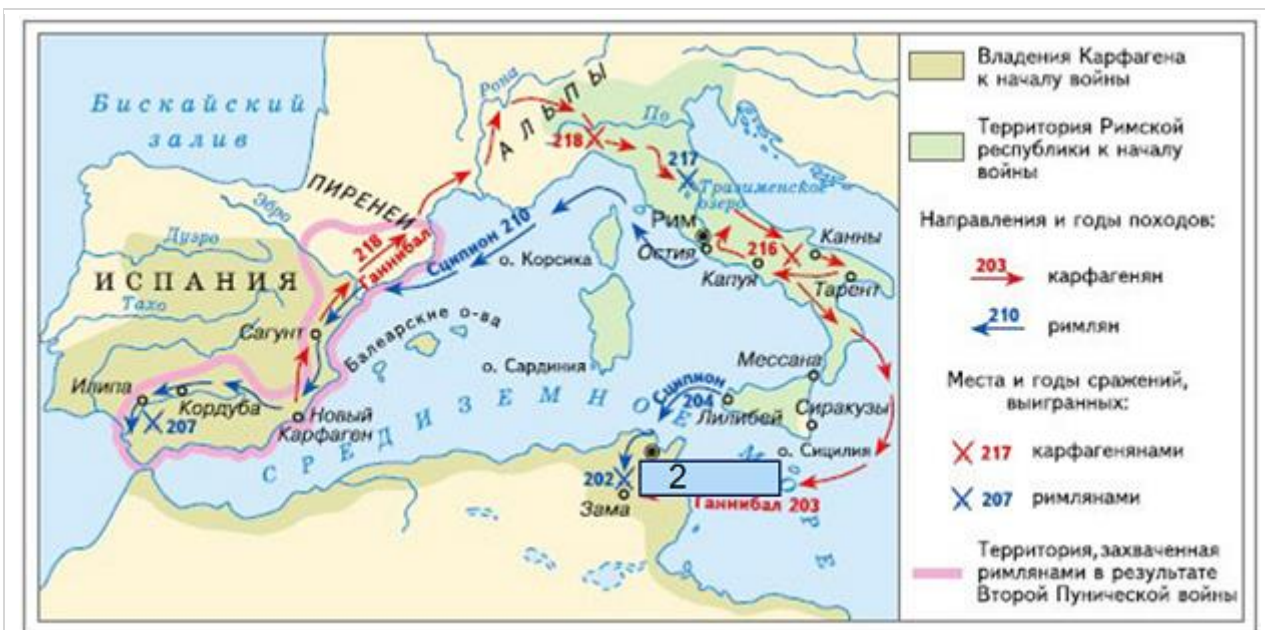 Бискайский
залив
Рона
АЛЬПЫ
По
218
217
Тразименское
озеро
ПИРЕНЕИ
Эбро
218
Ганнибал
Сципион 210
Дуэро
ИСПАНИЯ
Тахо
о. Корсика
Рим
Остия
216
Канны
Капуя
Тарент
Сагунт
Балеарские о-ва
о. Сардиния
Мессана
Илипа
Кордуба
207
Новый
Карфаген
СРЕДИЗЕМНОЕ
МО
Р
Е
Сципион
204
Лилибей
Сиракузы
о. Сицилия
202
2
Зама
Ганнибал 203
Владения Карфагена
к началу войны
Территория Римской
республики к началу
войны
Направления и годы походов:
203
карфагенян
210
римлян
Места и годы сражений,
выигранных:
217 карфагенянами
207 римлянами
Территория, захваченная
римлянами в результате
Второй Пунической войны